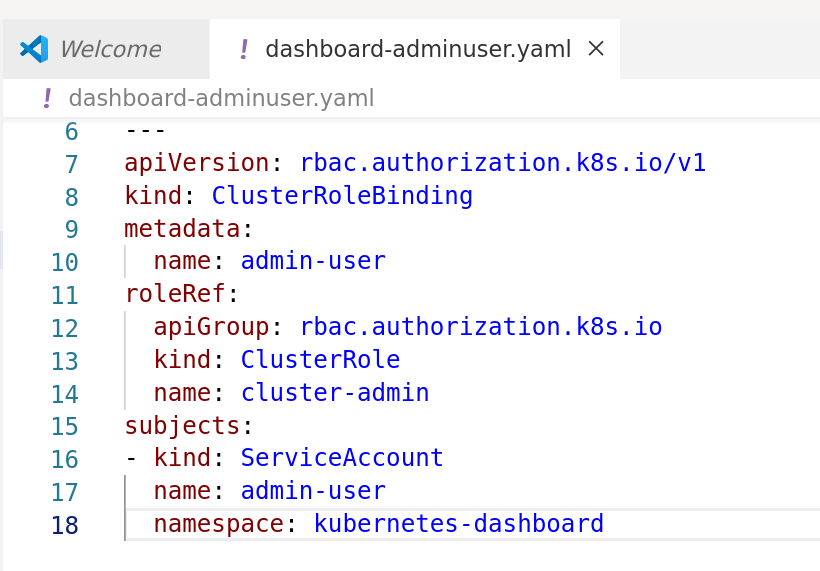 Welcome
! dashboard-adminuser.yaml ×
! dashboard-adminuser.yaml
6 ---
7 apiVersion: rbac.authorization.k8s.io/v1
8 kind: ClusterRoleBinding
9 metadata:
10   name: admin-user
11 roleRef:
12   apiGroup: rbac.authorization.k8s.io
13   kind: ClusterRole
14   name: cluster-admin
15 subjects:
16 - kind: ServiceAccount
17   name: admin-user
18   namespace: kubernetes-dashboard